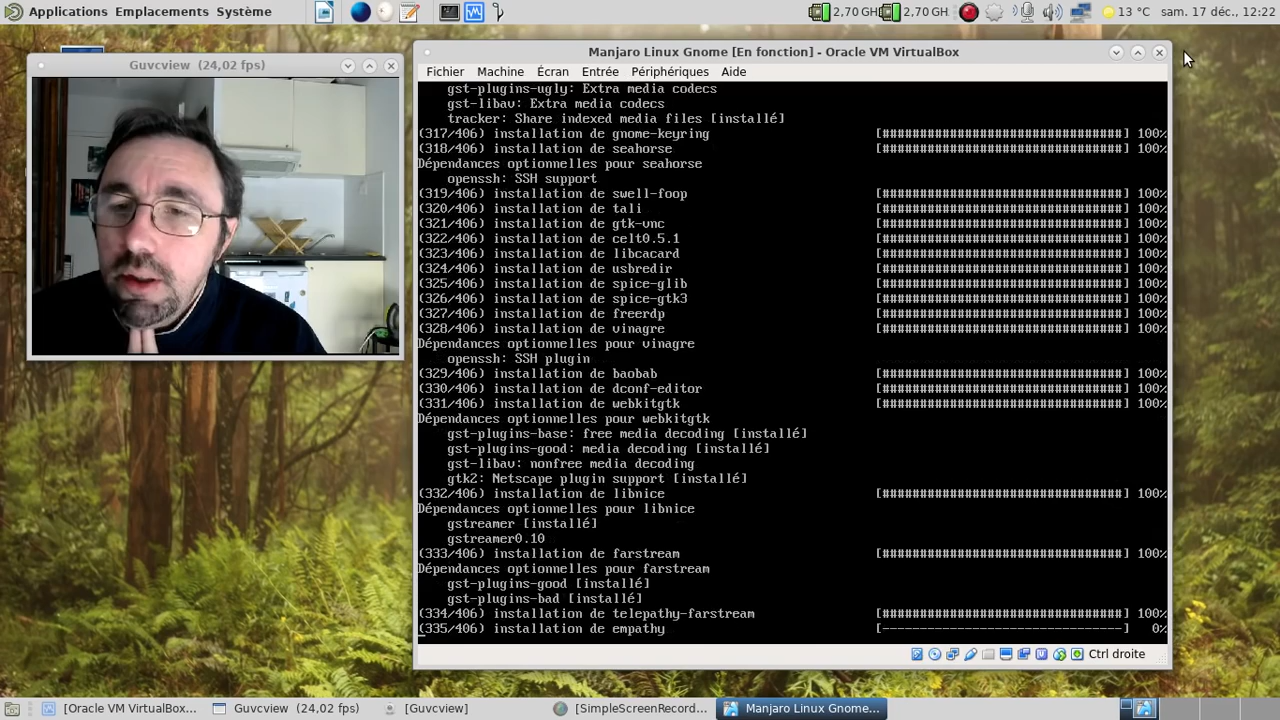 Applications Emplacements Système
2,70 GH 2,70 GH 13 °C sam. 17 déc., 12:22
Guvcview (24,02 fps)
Manjaro Linux Gnome [En fonction] - Oracle VM VirtualBox
Fichier Machine Écran Entrée Périphériques Aide
gst-plugins-ugly: Extra media codecs
gst-libav: Extra media codecs
tracker: Share indexed media files [installé]
(317/406) installation de gnome-keyring [################################] 100%
(318/406) installation de seahorse [################################] 100%
Dépendances optionnelles pour seahorse
openssh: SSH support
(319/406) installation de swell-foop [################################] 100%
(320/406) installation de tali [################################] 100%
(321/406) installation de gtk-vnc [################################] 100%
(322/406) installation de celt0.5.1 [################################] 100%
(323/406) installation de libcacard [################################] 100%
(324/406) installation de usbredir [################################] 100%
(325/406) installation de spice-glib [################################] 100%
(326/406) installation de spice-gtk3 [################################] 100%
(327/406) installation de freerdp [################################] 100%
(328/406) installation de vinagre [################################] 100%
Dépendances optionnelles pour vinagre
openssh: SSH plugin
(329/406) installation de baobab [################################] 100%
(330/406) installation de dconf-editor [################################] 100%
(331/406) installation de webkitgtk [################################] 100%
Dépendances optionnelles pour webkitgtk
gst-plugins-base: free media decoding [installé]
gst-plugins-good: media decoding [installé]
gst-libav: nonfree media decoding
gtk2: Netscape plugin support [installé]
(332/406) installation de libnice [################################] 100%
Dépendances optionnelles pour libnice
gstreamer [installé]
gstreamer0.10
(333/406) installation de farstream [################################] 100%
Dépendances optionnelles pour farstream
gst-plugins-good [installé]
gst-plugins-bad [installé]
(334/406) installation de telepathy-farstream [################################] 100%
(335/406) installation de empathy [--------------------------------] 0%
Ctrl droite
[Oracle VM VirtualBox... Guvcview (24,02 fps) [Guvcview] [SimpleScreenRecord... Manjaro Linux Gnome...